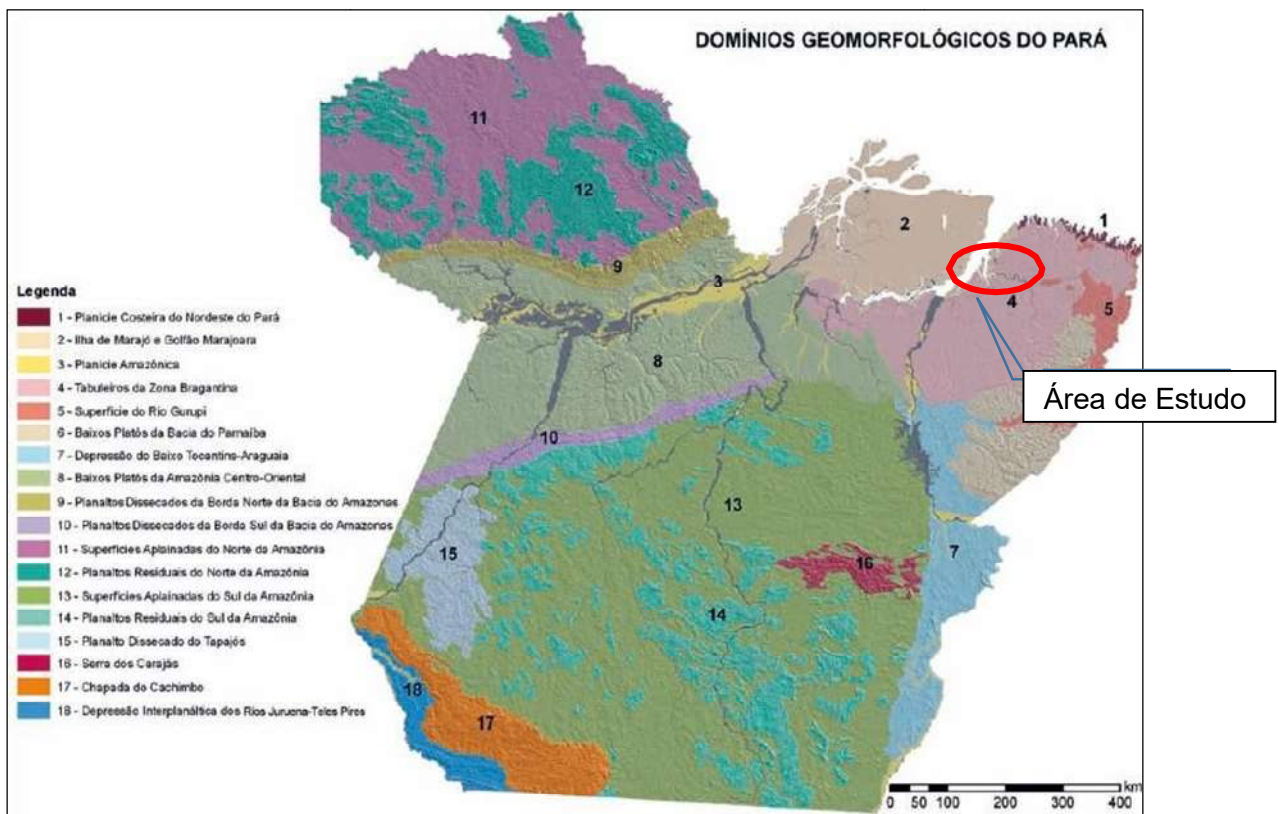 DOMÍNIOS GEOMORFOLÓGICOS DO PARÁ
11
12
9
3
2
1
4
5
8
10
13
15
16
7
14
18
17
Legenda
1 - Planície Costeira do Nordeste do Pará
2 - Ilha de Marajó e Golfão Marajoara
3 - Planície Amazônica
4 - Tabuleiros da Zona Bragantina
5 - Superfície do Rio Gurupi
6 - Baixos Platôs da Bacia do Parnaíba
7 - Depressão do Baixo Tocantins-Araguaia
8 - Baixos Platôs da Amazônia Centro-Oriental
9 - Planaltos Dissecados da Borda Norte da Bacia do Amazonas
10 - Planaltos Dissecados da Borda Sul da Bacia do Amazonas
11 - Superfícies Aplainadas do Norte da Amazônia
12 - Planaltos Residuais do Norte da Amazônia
13 - Superfícies Aplainadas do Sul da Amazônia
14 - Planaltos Residuais do Sul da Amazônia
15 - Planalto Dissecado do Tapajós
16 - Serra dos Carajás
17 - Chapada do Cachimbo
18 - Depressão Interplanáltica dos Rios Juruena-Teles Pires
Área de Estudo
km
0 50 100 200 300 400